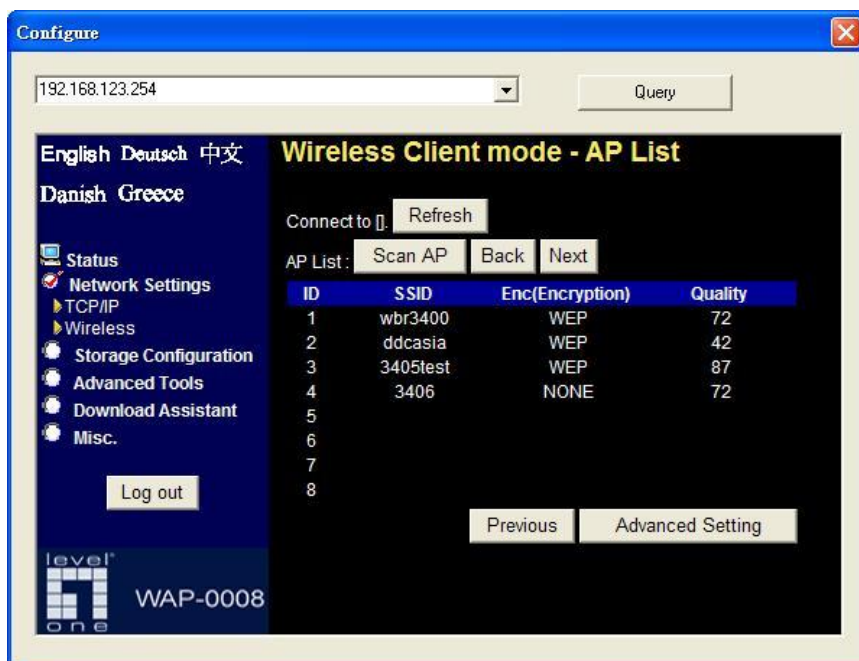 Configure
192.168.123.254
Query
English Deutsch 中文
Danish Greece
Status
Network Settings
TCP/IP
Wireless
Storage Configuration
Advanced Tools
Download Assistant
Misc.
Log out
level
one
WAP-0008
Wireless Client mode - AP List
Connect to []. Refresh
AP List : Scan AP Back Next
ID SSID Enc(Encryption) Quality
1 wbr3400 WEP 72
2 ddcasia WEP 42
3 3405test WEP 87
4 3406 NONE 72
5
6
7
8
Previous Advanced Setting